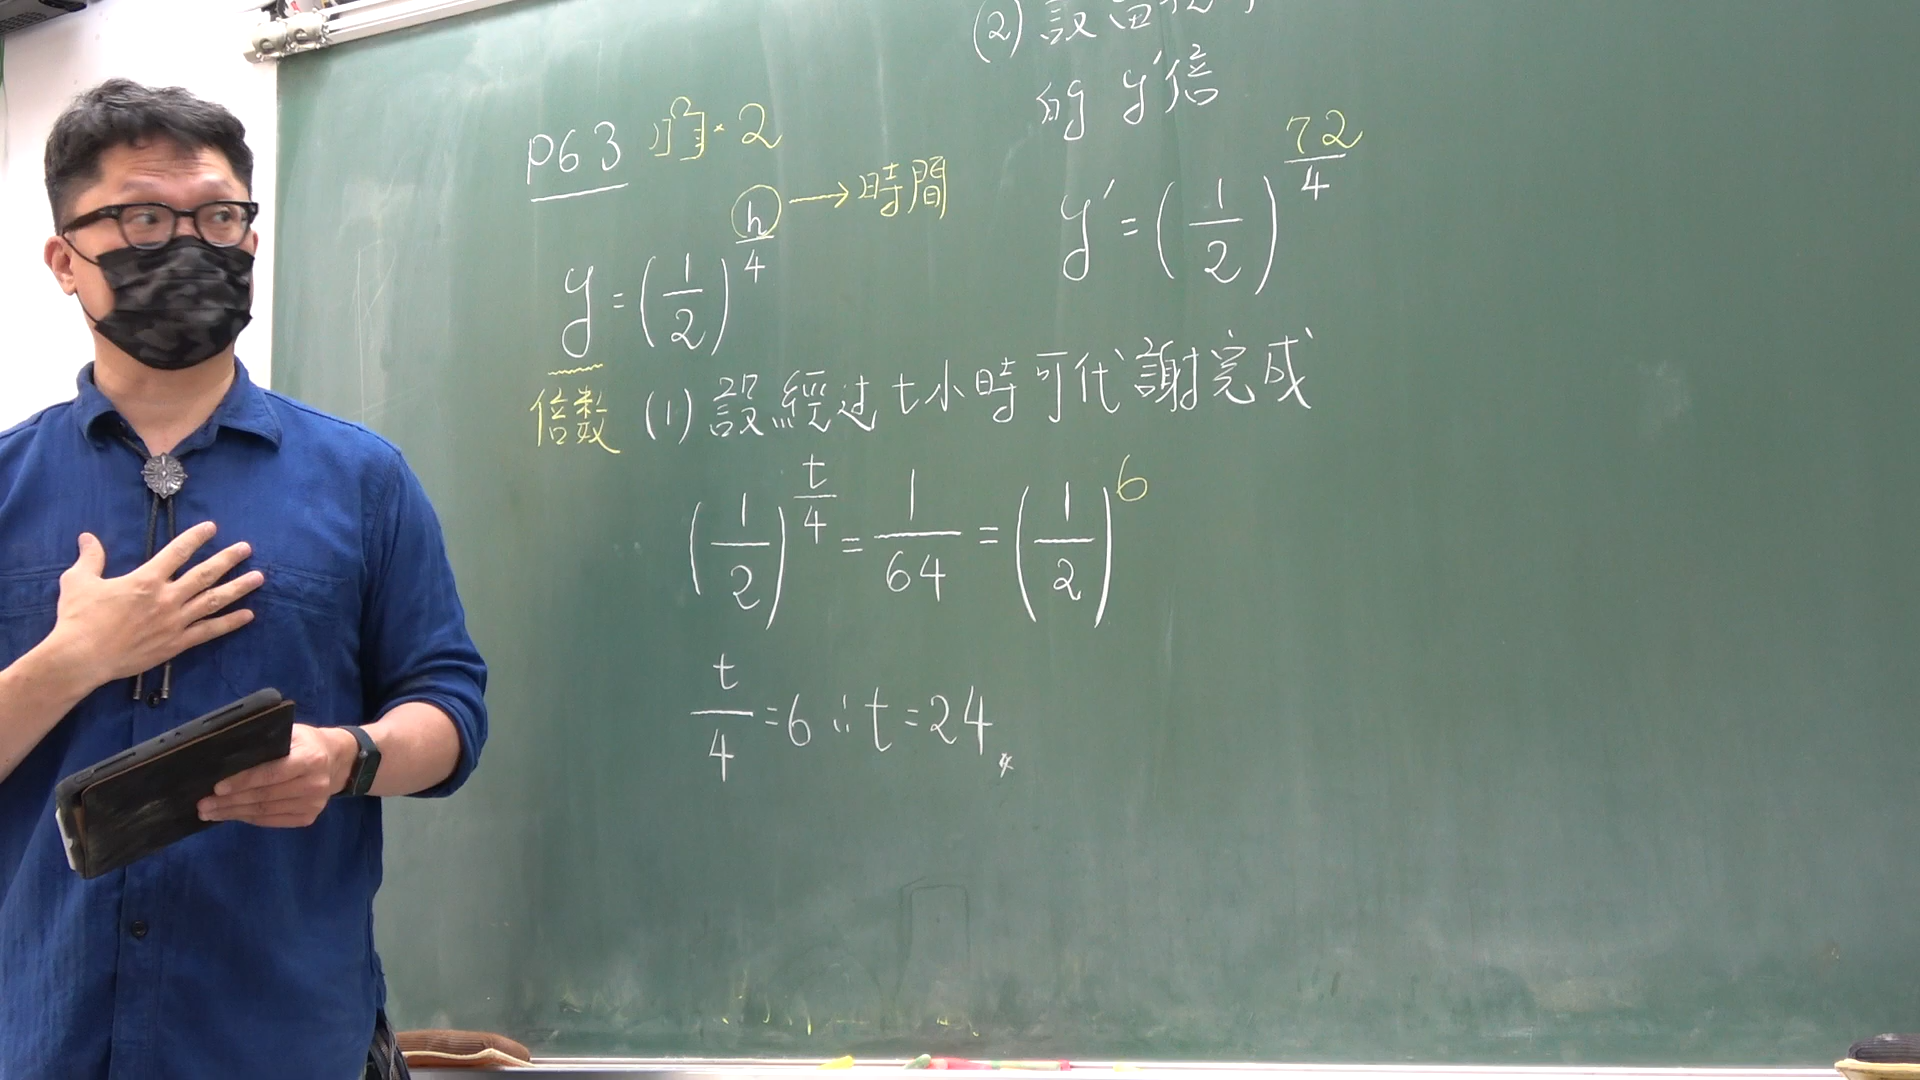 P63 隨·2
h → 時間
y = (1/2)^(h/4)
倍数
(1) 設經过t小時可代謝完成
(1/2)^(t/4) = 1/64 = (1/2)^6
t/4 = 6 ∴ t = 24
(2) 設
的 y′倍
y′ = (1/2)^(72/4)